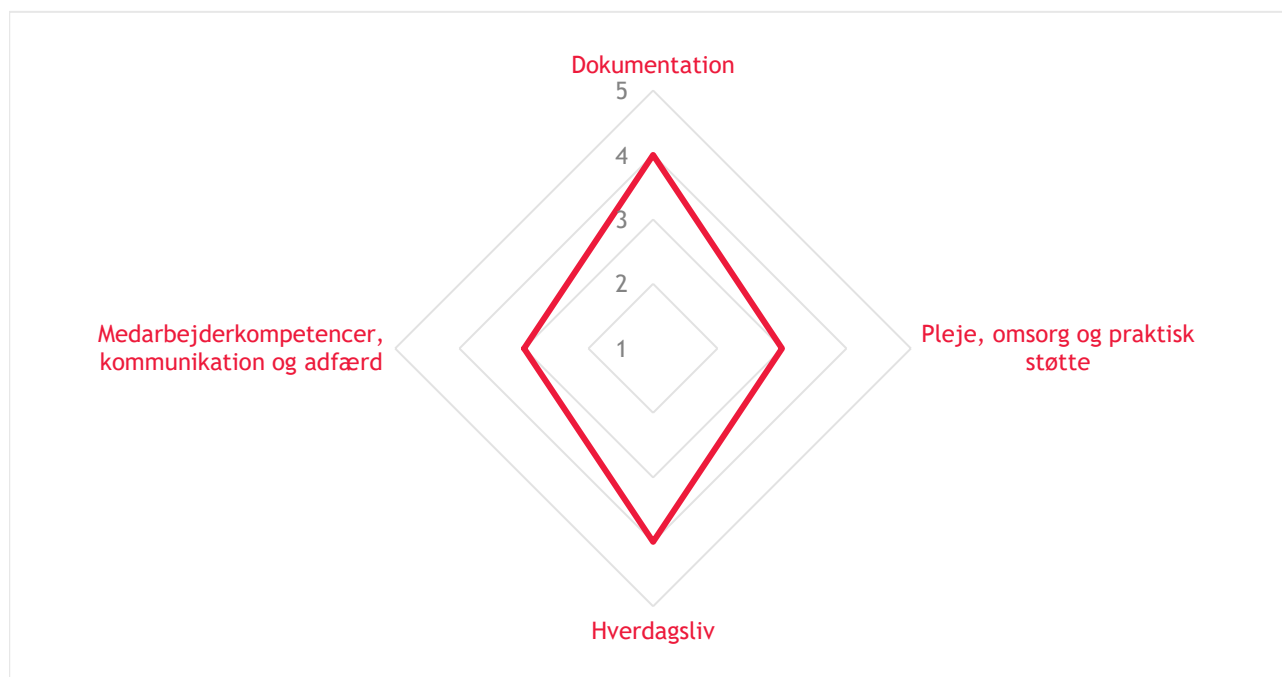 Dokumentation
5
4
3
2
1
Medarbejderkompetencer,
kommunikation og adfærd
Pleje, omsorg og praktisk
støtte
Hverdagsliv